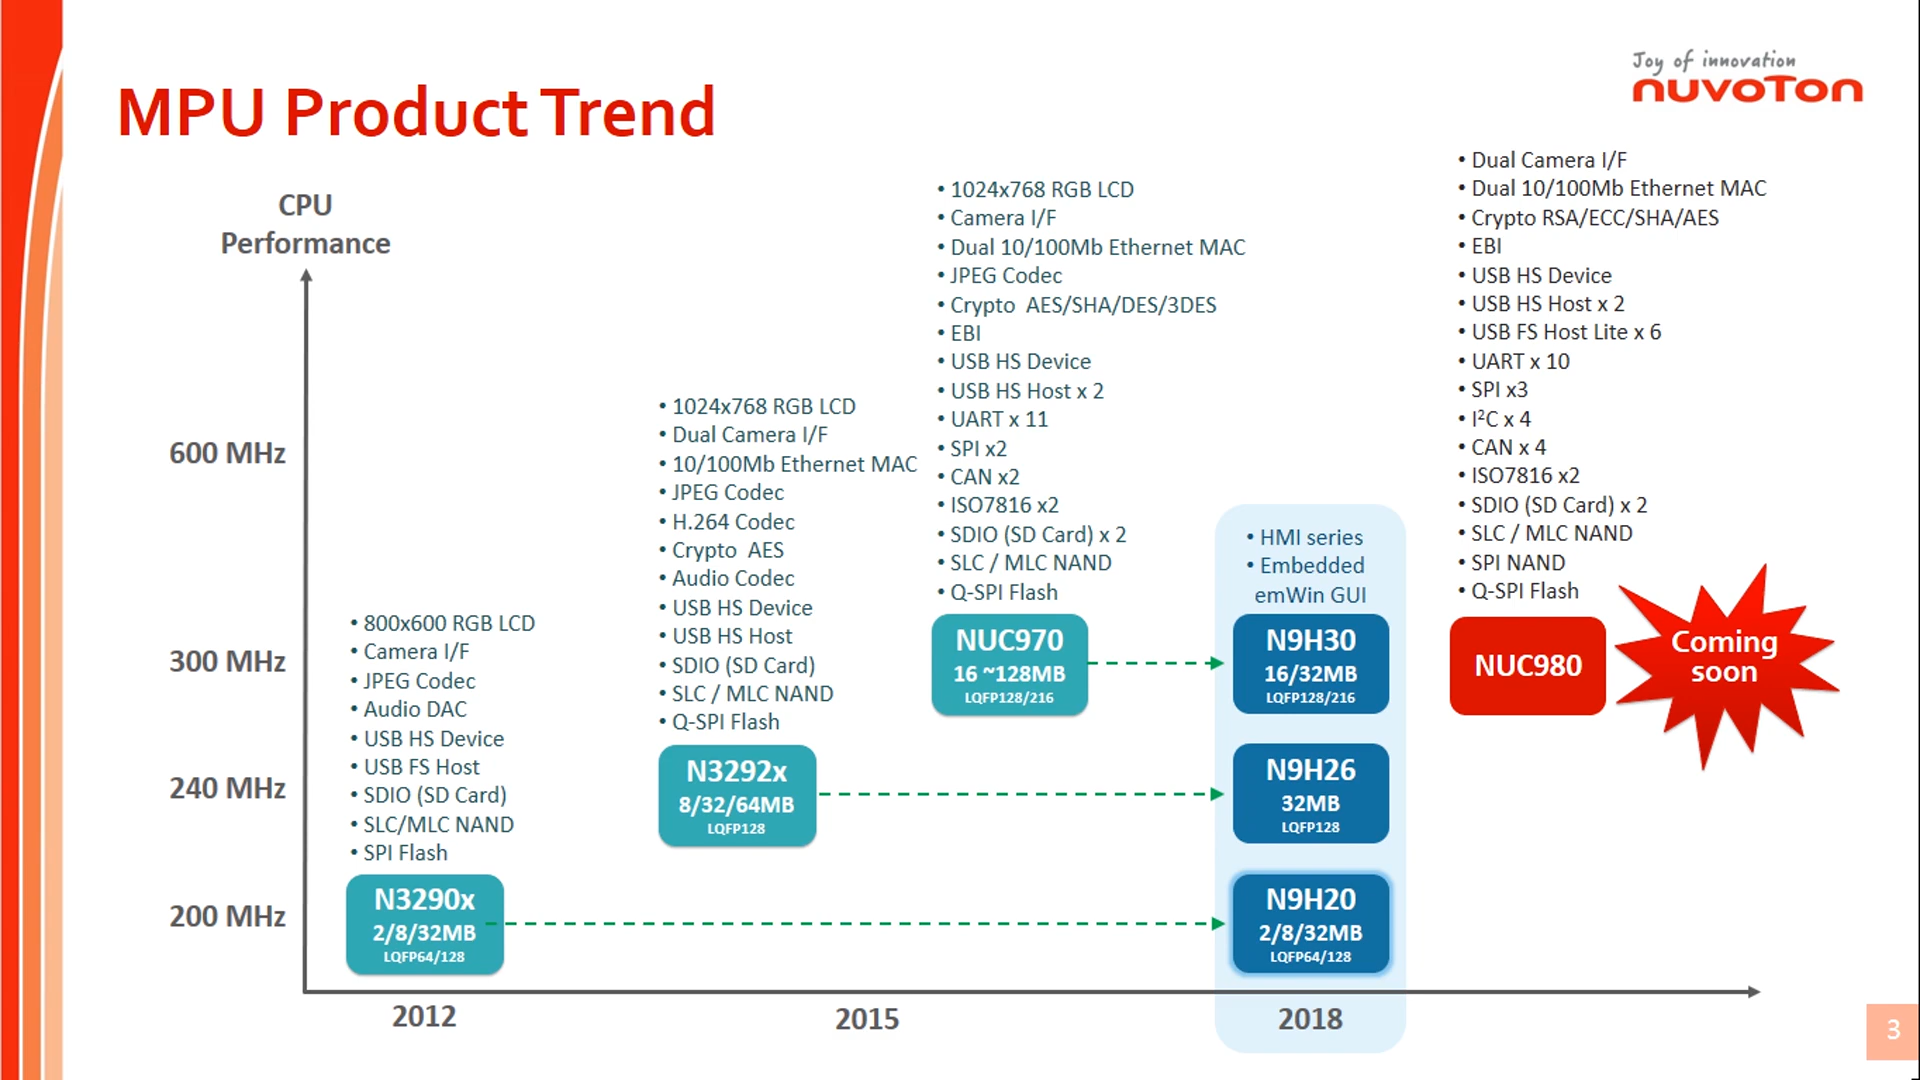 Joy of innovation
nuvoTon
MPU Product Trend
CPU
Performance
600 MHz
300 MHz
240 MHz
200 MHz
• 800x600 RGB LCD
• Camera I/F
• JPEG Codec
• Audio DAC
• USB HS Device
• USB FS Host
• SDIO (SD Card)
• SLC/MLC NAND
• SPI Flash
N3290x
2/8/32MB
LQFP64/128
• 1024x768 RGB LCD
• Dual Camera I/F
• 10/100Mb Ethernet MAC
• JPEG Codec
• H.264 Codec
• Crypto  AES
• Audio Codec
• USB HS Device
• USB HS Host
• SDIO (SD Card)
• SLC / MLC NAND
• Q-SPI Flash
N3292x
8/32/64MB
LQFP128
• 1024x768 RGB LCD
• Camera I/F
• Dual 10/100Mb Ethernet MAC
• JPEG Codec
• Crypto  AES/SHA/DES/3DES
• EBI
• USB HS Device
• USB HS Host x 2
• UART x 11
• SPI x2
• CAN x2
• ISO7816 x2
• SDIO (SD Card) x 2
• SLC / MLC NAND
• Q-SPI Flash
NUC970
16 ~128MB
LQFP128/216
• HMI series
• Embedded
emWin GUI
N9H30
16/32MB
LQFP128/216
N9H26
32MB
LQFP128
N9H20
2/8/32MB
LQFP64/128
• Dual Camera I/F
• Dual 10/100Mb Ethernet MAC
• Crypto RSA/ECC/SHA/AES
• EBI
• USB HS Device
• USB HS Host x 2
• USB FS Host Lite x 6
• UART x 10
• SPI x3
• I²C x 4
• CAN x 4
• ISO7816 x2
• SDIO (SD Card) x 2
• SLC / MLC NAND
• SPI NAND
• Q-SPI Flash
NUC980
Coming
soon
2012
2015
2018
3